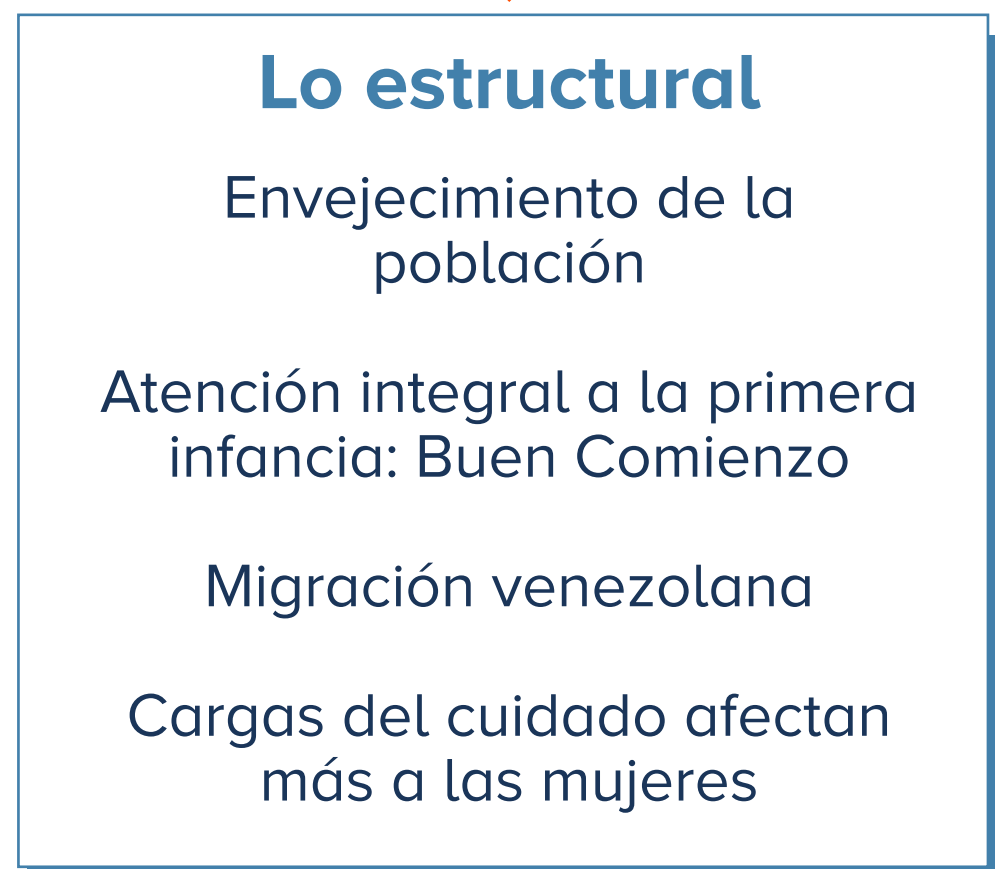 Lo estructural
Envejecimiento de la
población
Atención integral a la primera
infancia: Buen Comienzo
Migración venezolana
Cargas del cuidado afectan
más a las mujeres